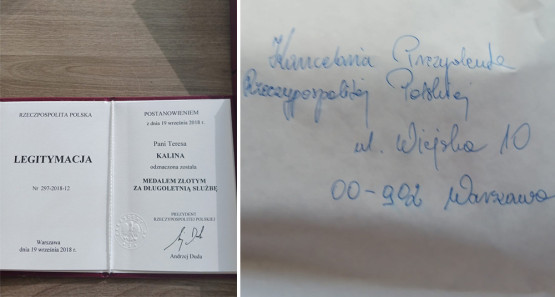 RZECZPOSPOLITA POLSKA
LEGITYMACJA
Nr 397-2018-12
Warszawa
dnia 19 września 2018 r.
POSTANOWIENIEM
z dnia 19 września 2018 r.
Pani Teresa
KALINA
odznaczona została
MEDALEM ZŁOTYM
ZA DŁUGOLETNIĄ SŁUŻBĘ
PREZYDENT
RZECZYPOSPOLITEJ POLSKIEJ
Andrzej Duda
Kancelaria Prezydenta
Rzeczypospolitej Polskiej
ul. Wiejska 10
00-902 Warszawa